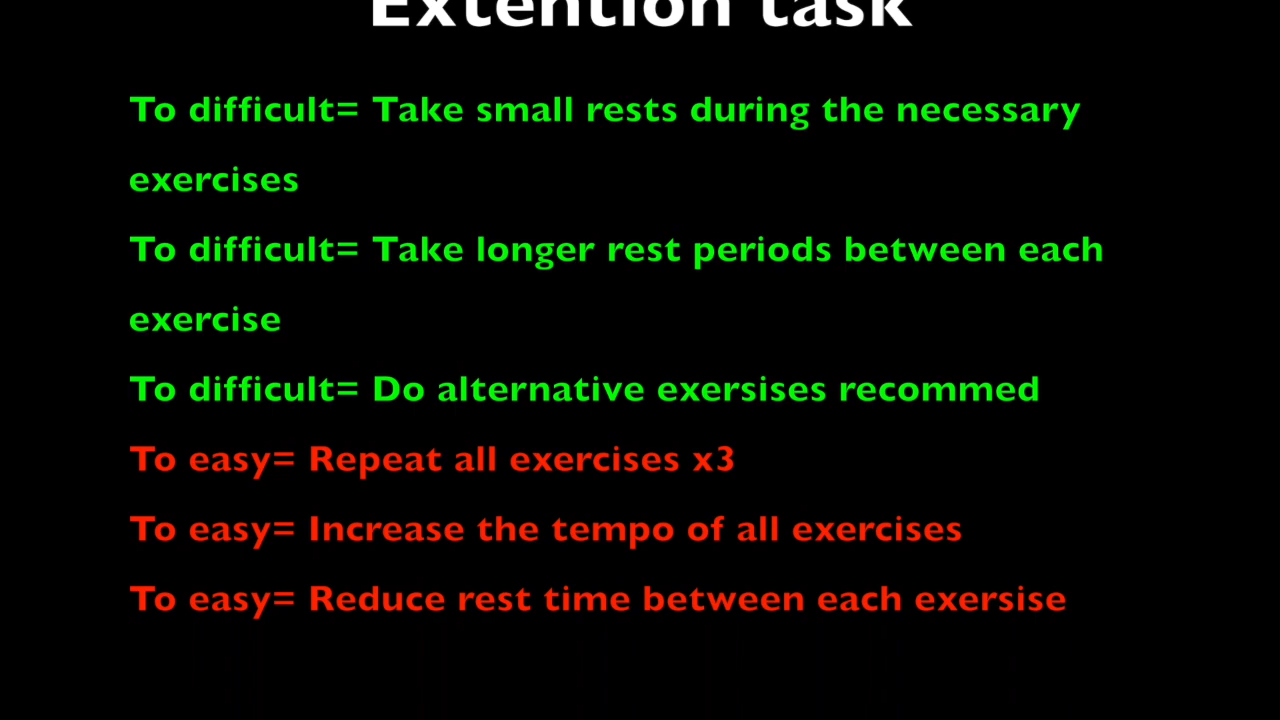 Extention task
To difficult= Take small rests during the necessary
exercises
To difficult= Take longer rest periods between each
exercise
To difficult= Do alternative exersises recommed
To easy= Repeat all exercises x3
To easy= Increase the tempo of all exercises
To easy= Reduce rest time between each exersise